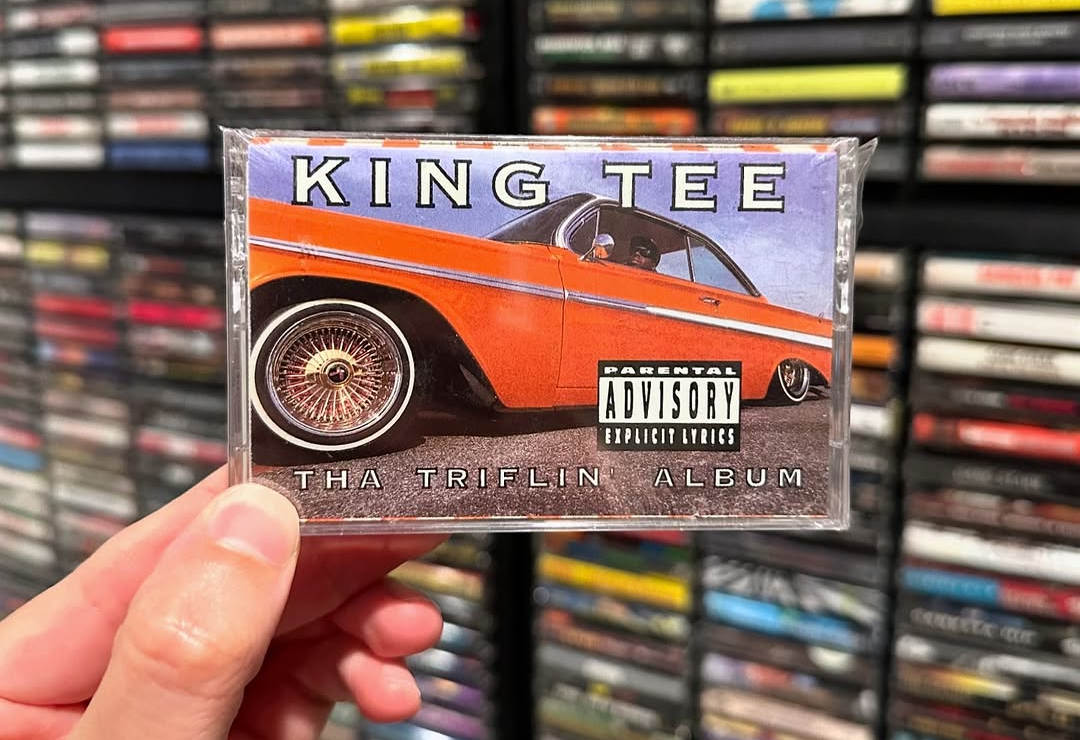 KING TEE
PARENTAL
ADVISORY
EXPLICIT LYRICS
THA TRIFLIN' ALBUM